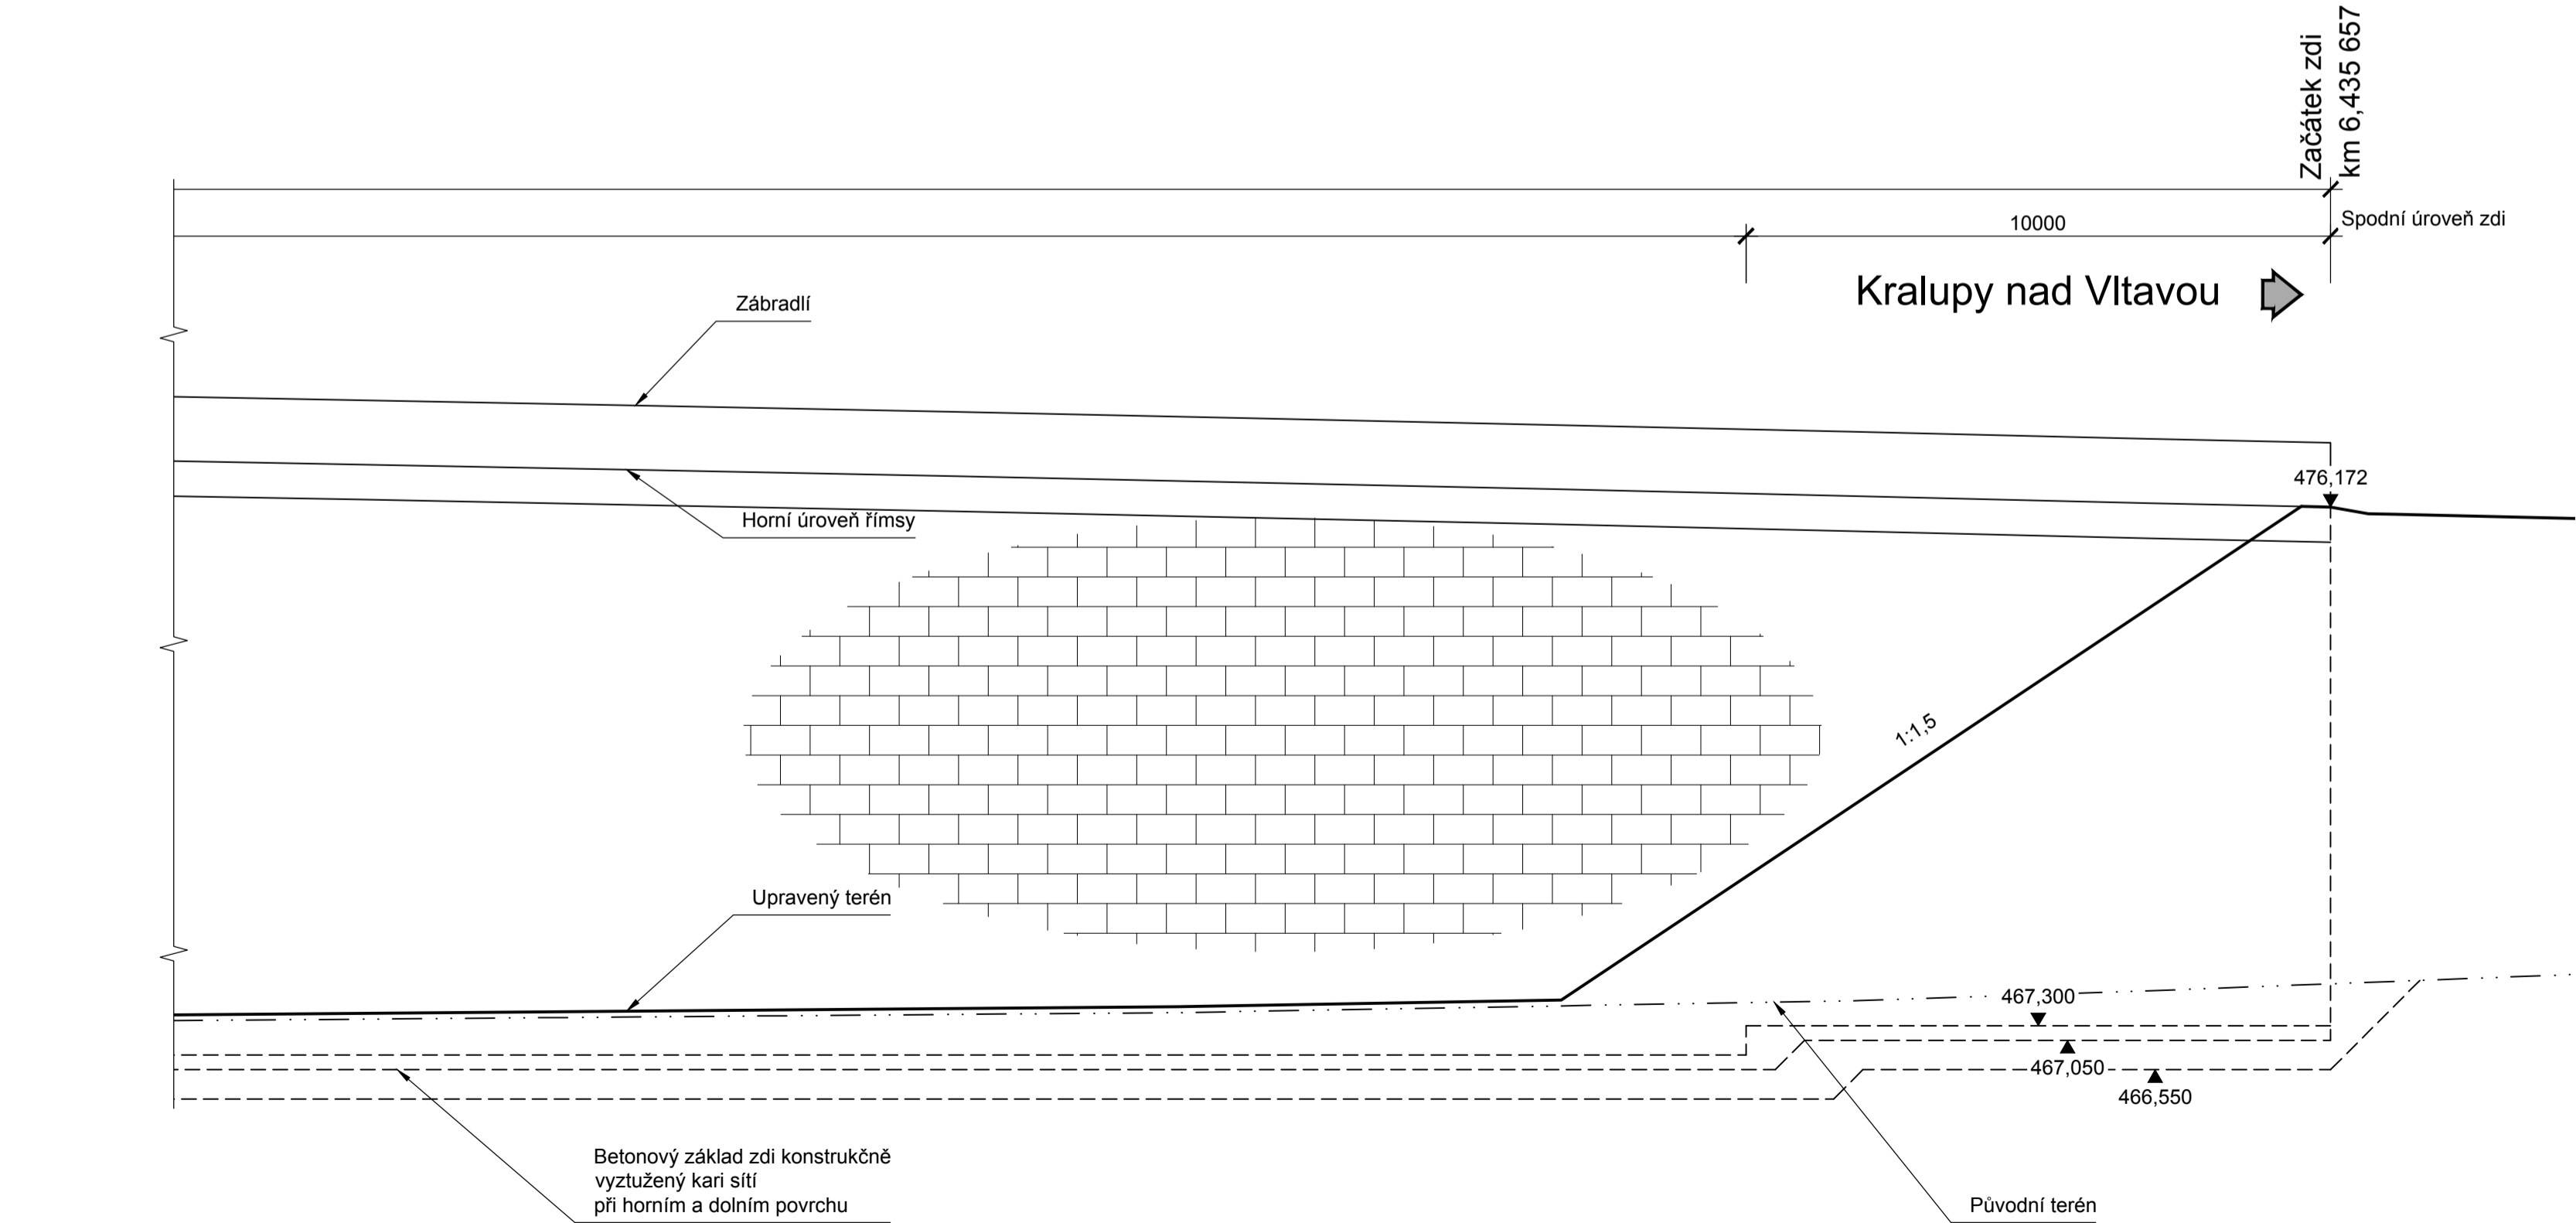 Začátek zdi
km 6,435 657
10000
Spodní úroveň zdi
Kralupy nad Vltavou
Zábradlí
476,172
Horní úroveň římsy
1:1,5
Upravený terén
467,300
467,050
466,550
Betonový základ zdi konstrukčně
vyztužený kari sítí
při horním a dolním povrchu
Původní terén